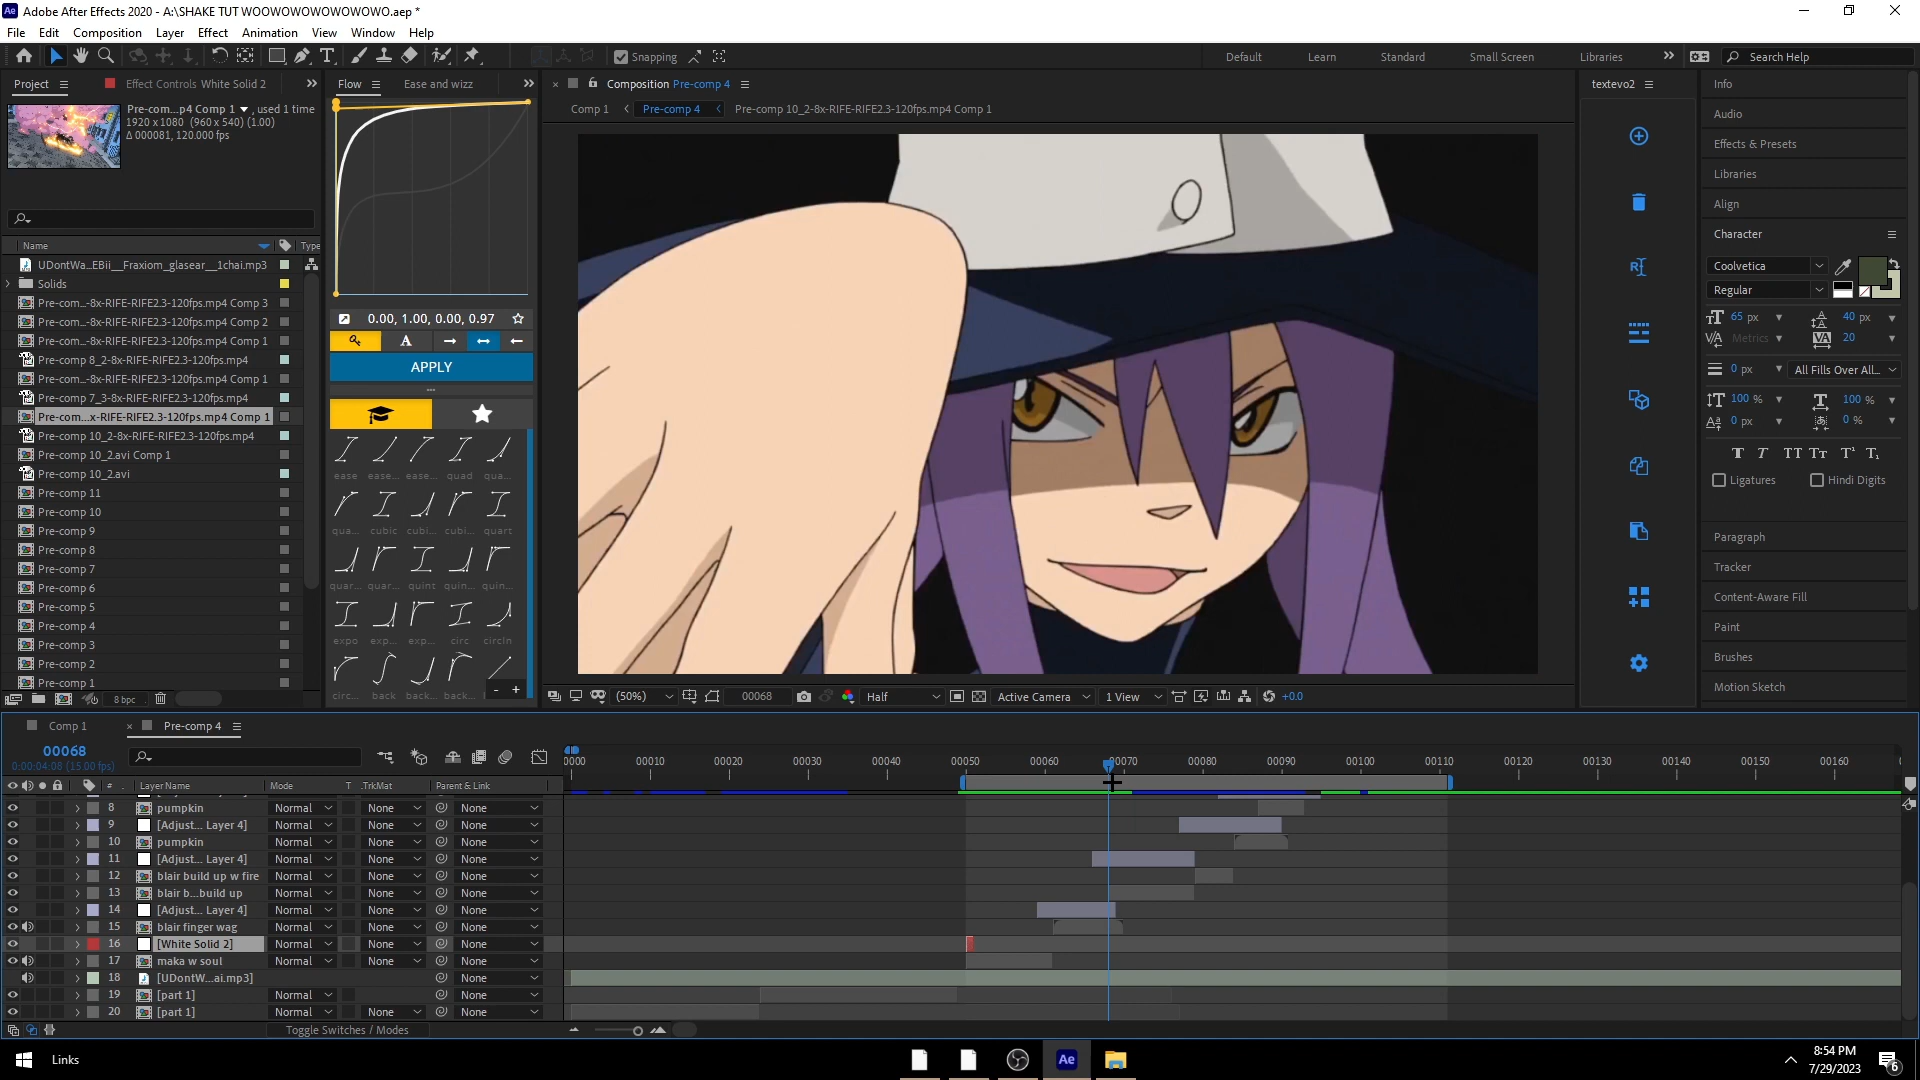 Adobe After Effects 2020 - A:\SHAKE TUT WOOWOWOWOWOWOWO.aep *
File Edit Composition Layer Effect Animation View Window Help
Snapping
Default Learn Standard Small Screen Libraries Search Help
Project Effect Controls White Solid 2
Flow Ease and wizz
Composition Pre-comp 4
textevo2
Info
Pre-com...p4 Comp 1 , used 1 time
1920 x 1080 (960 x 540) (1.00)
Δ 000081, 120.000 fps
Comp 1 Pre-comp 4 Pre-comp 10_2-8x-RIFE-RIFE2.3-120fps.mp4 Comp 1
Audio
Effects & Presets
Libraries
Align
Character
Coolvetica
Regular
65 px 40 px
Metrics 20
0 px All Fills Over All...
100 % 100 %
0 px 0 %
Ligatures Hindi Digits
Paragraph
Tracker
Content-Aware Fill
Paint
Brushes
Motion Sketch
Name Type
UDontWa...EBii__Fraxiom_glasear__1chai.mp3
Solids
Pre-com...-8x-RIFE-RIFE2.3-120fps.mp4 Comp 3
Pre-com...-8x-RIFE-RIFE2.3-120fps.mp4 Comp 2
Pre-com...-8x-RIFE-RIFE2.3-120fps.mp4 Comp 1
Pre-comp 8_2-8x-RIFE-RIFE2.3-120fps.mp4
Pre-com...-8x-RIFE-RIFE2.3-120fps.mp4 Comp 1
Pre-comp 7_3-8x-RIFE-RIFE2.3-120fps.mp4
Pre-com...x-RIFE-RIFE2.3-120fps.mp4 Comp 1
Pre-comp 10_2-8x-RIFE-RIFE2.3-120fps.mp4
Pre-comp 10_2.avi Comp 1
Pre-comp 10_2.avi
Pre-comp 11
Pre-comp 10
Pre-comp 9
Pre-comp 8
Pre-comp 7
Pre-comp 6
Pre-comp 5
Pre-comp 4
Pre-comp 3
Pre-comp 2
Pre-comp 1
8 bpc
0.00, 1.00, 0.00, 0.97
A
APPLY
ease ease... ease... quad qua...
qua... cubic cubi... cubi... quart
quar... quar... quint quin... quin...
expo exp... exp... circ circIn
circ... back back... back...
(50%) 00068 Half Active Camera 1 View +0.0
Comp 1 Pre-comp 4
00068
0:00:04:08 (15.00 fps)
0000 00010 00020 00030 00040 00050 00060 00070 00080 00090 00100 00110 00120 00130 00140 00150 00160
# Layer Name Mode T .TrkMat Parent & Link
8 pumpkin Normal None None
9 [Adjust... Layer 4] Normal None None
10 pumpkin Normal None None
11 [Adjust... Layer 4] Normal None None
12 blair build up w fire Normal None None
13 blair b...build up Normal None None
14 [Adjust... Layer 4] Normal None None
15 blair finger wag Normal None None
16 [White Solid 2] Normal None None
17 maka w soul Normal None None
18 [UDontW...ai.mp3] None
19 [part 1] Normal None
20 [part 1] Normal None None
Toggle Switches / Modes
Links
Ae
8:54 PM
7/29/2023
6